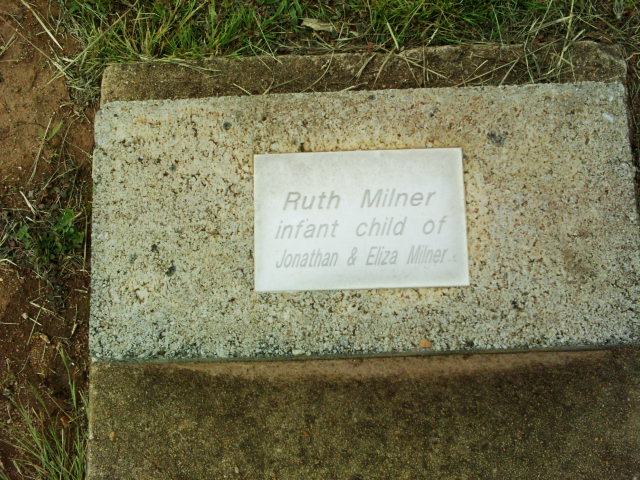 Ruth Milner
infant child of
Jonathan & Eliza Milner